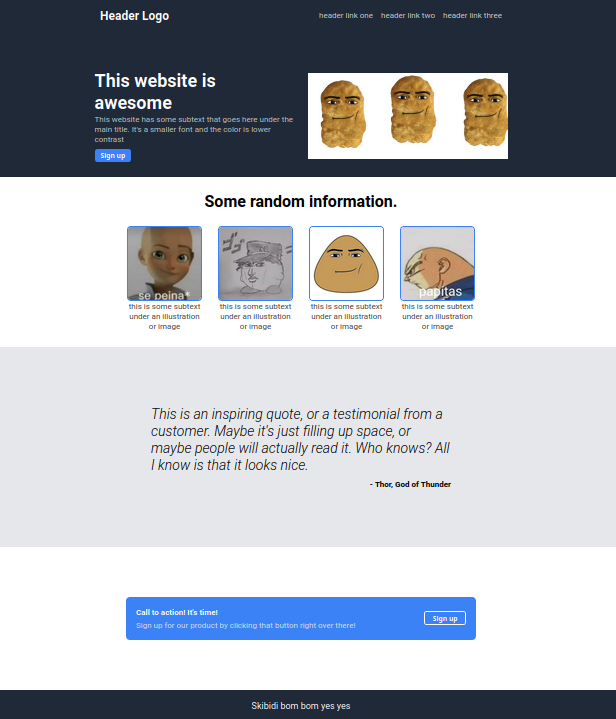 Header Logo
header link one header link two header link three
This website is
awesome
This website has some subtext that goes here under the
main title. It's a smaller font and the color is lower
contrast
Sign up
Some random information.
se peina*
ゴゴ
papitas
this is some subtext
under an illustration
or image
this is some subtext
under an illustration
or image
this is some subtext
under an illustration
or image
this is some subtext
under an illustration
or image
This is an inspiring quote, or a testimonial from a
customer. Maybe it's just filling up space, or
maybe people will actually read it. Who knows? All
I know is that it looks nice.
- Thor, God of Thunder
Call to action! It's time!
Sign up for our product by clicking that button right over there!
Sign up
Skibidi bom bom yes yes